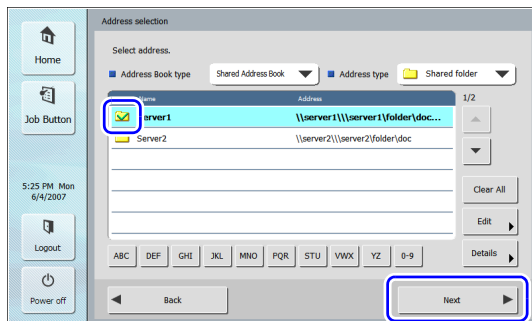 Address selection
Home
Select address.
Address Book type
Shared Address Book
Address type
Shared folder
Job Button
Name
Address
1/2
Server1
\\server1\\\server1\folder\doc...
Server2
\\server2\\\server2\folder\doc
5:25 PM Mon
6/4/2007
Clear All
Edit
Logout
ABC
DEF
GHI
JKL
MNO
PQR
STU
VWX
YZ
0-9
Details
Power off
Back
Next